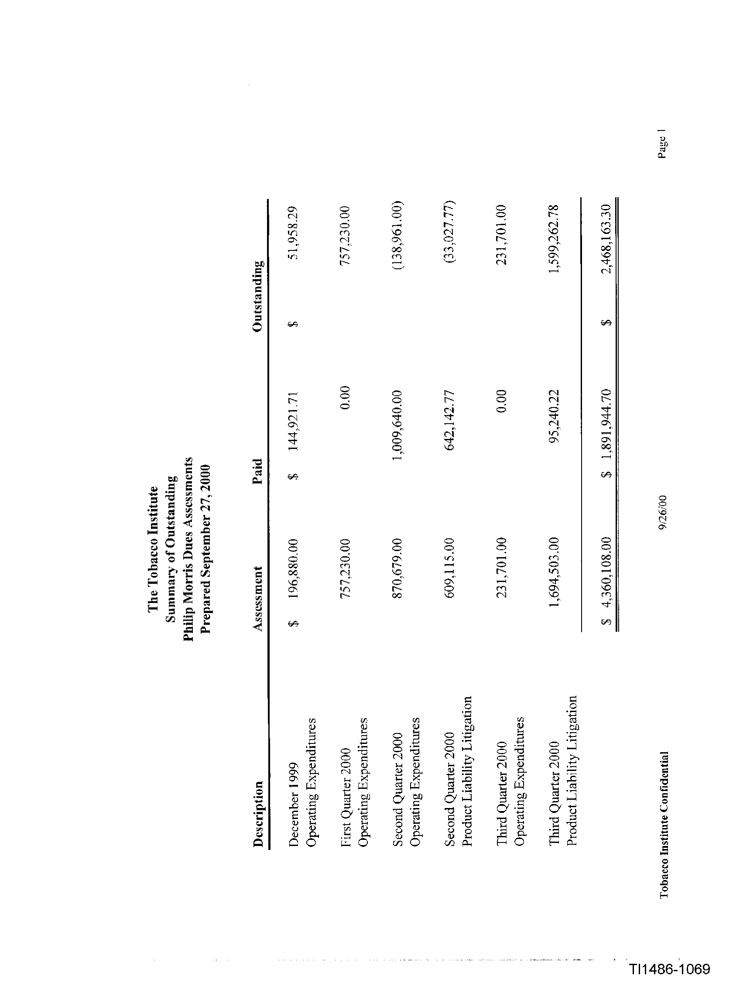 The Tobacco Institute
Summary of Outstanding
Philip Morris Dues Assessments
Prepared September 27, 2000
Description Assessment Paid Outstanding
December 1999 $ 196,880.00 $ 144,921.71 $ 51,958.29
Operating Expenditures
First Quarter 2000 757,230.00 0.00 757,230.00
Operating Expenditures
Second Quarter 2000 870,679.00 1,009,640.00 (138,961.00)
Operating Expenditures
Second Quarter 2000 609,115.00 642,142.77 (33,027.77)
Product Liability Litigation
Third Quarter 2000 231,701.00 0.00 231,701.00
Operating Expenditures
Third Quarter 2000 1,694,503.00 95,240.22 1,599,262.78
Product Liability Litigation
$ 4,360,108.00 $ 1,891,944.70 $ 2,468,163.30
Tobacco Institute Confidential 9/26/00 Page 1
TI1486-1069